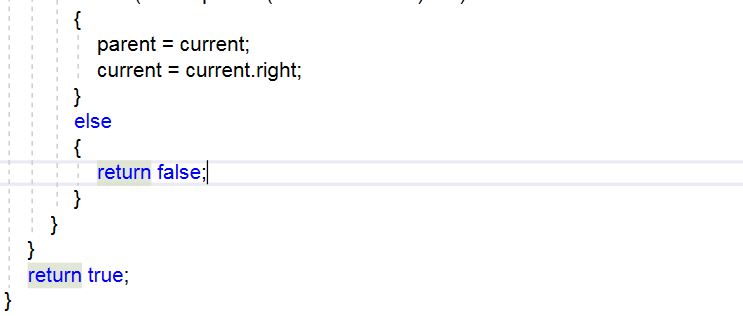 {
parent = current;
current = current.right;
}
else
{
return false;
}
}
}
return true;
}